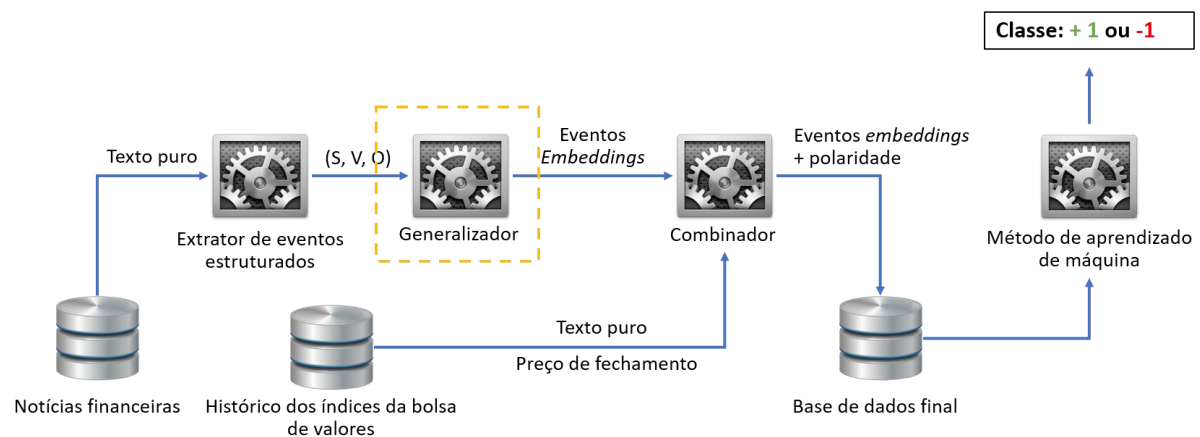 Classe: + 1 ou -1
Texto puro
(S, V, O)
Eventos
Embeddings
Eventos embeddings
+ polaridade
Extrator de eventos
estruturados
Generalizador
Combinador
Método de aprendizado
de máquina
Texto puro
Preço de fechamento
Notícias financeiras
Histórico dos índices da bolsa
de valores
Base de dados final